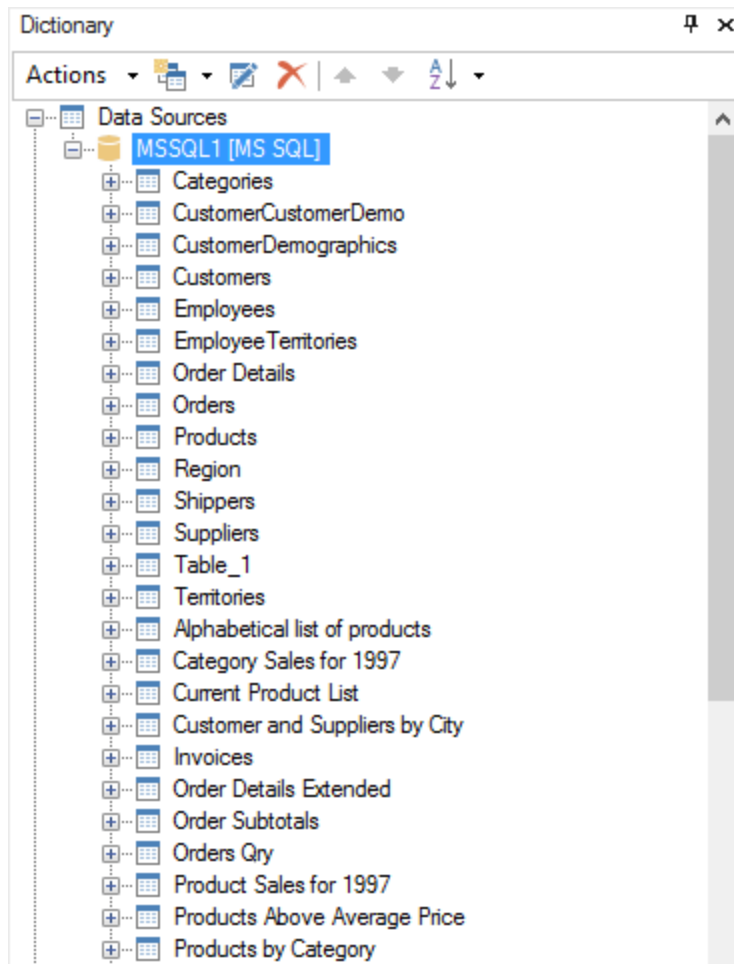 Dictionary
Actions
Data Sources
MSSQL1 [MS SQL]
Categories
CustomerCustomerDemo
CustomerDemographics
Customers
Employees
EmployeeTerritories
Order Details
Orders
Products
Region
Shippers
Suppliers
Table_1
Territories
Alphabetical list of products
Category Sales for 1997
Current Product List
Customer and Suppliers by City
Invoices
Order Details Extended
Order Subtotals
Orders Qry
Product Sales for 1997
Products Above Average Price
Products by Category